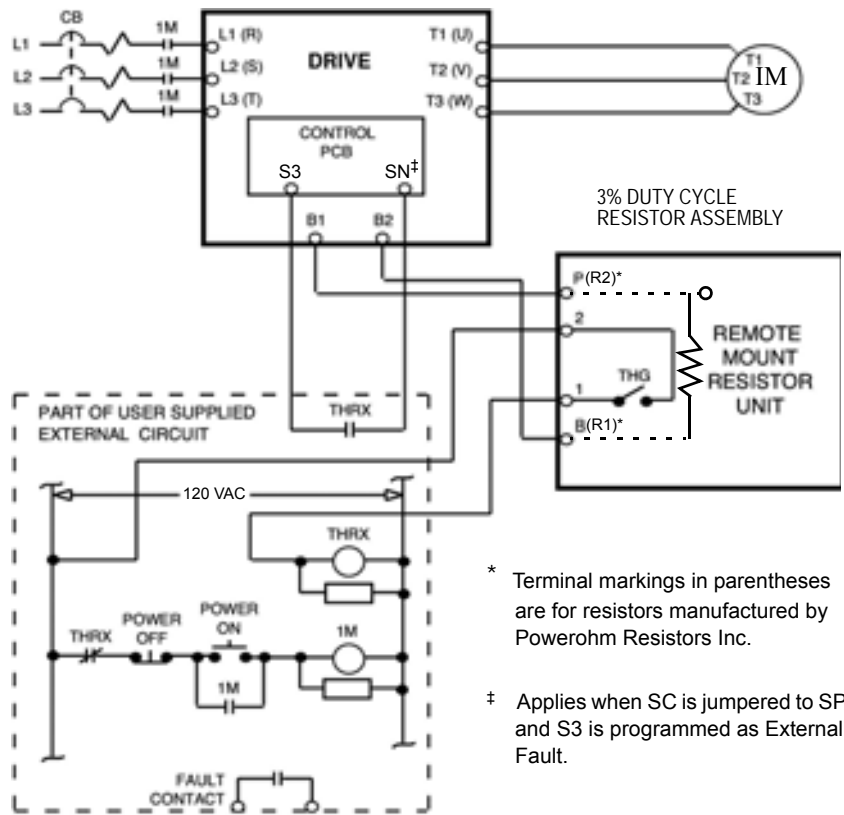 CB
1M
L1
L1 (R)
T1 (U)
DRIVE
1M
L2
L2 (S)
T2 (V)
T1
T2 IM
T3
1M
L3
L3 (T)
T3 (W)
CONTROL
PCB
S3
SN‡
B1
B2
3% DUTY CYCLE
RESISTOR ASSEMBLY
P(R2)*
2
REMOTE
MOUNT
RESISTOR
UNIT
THG
1
B(R1)*
PART OF USER SUPPLIED
EXTERNAL CIRCUIT
THRX
120 VAC
THRX
THRX
POWER
OFF
POWER
ON
1M
1M
FAULT
CONTACT
* Terminal markings in parentheses
are for resistors manufactured by
Powerohm Resistors Inc.
‡ Applies when SC is jumpered to SP
and S3 is programmed as External
Fault.